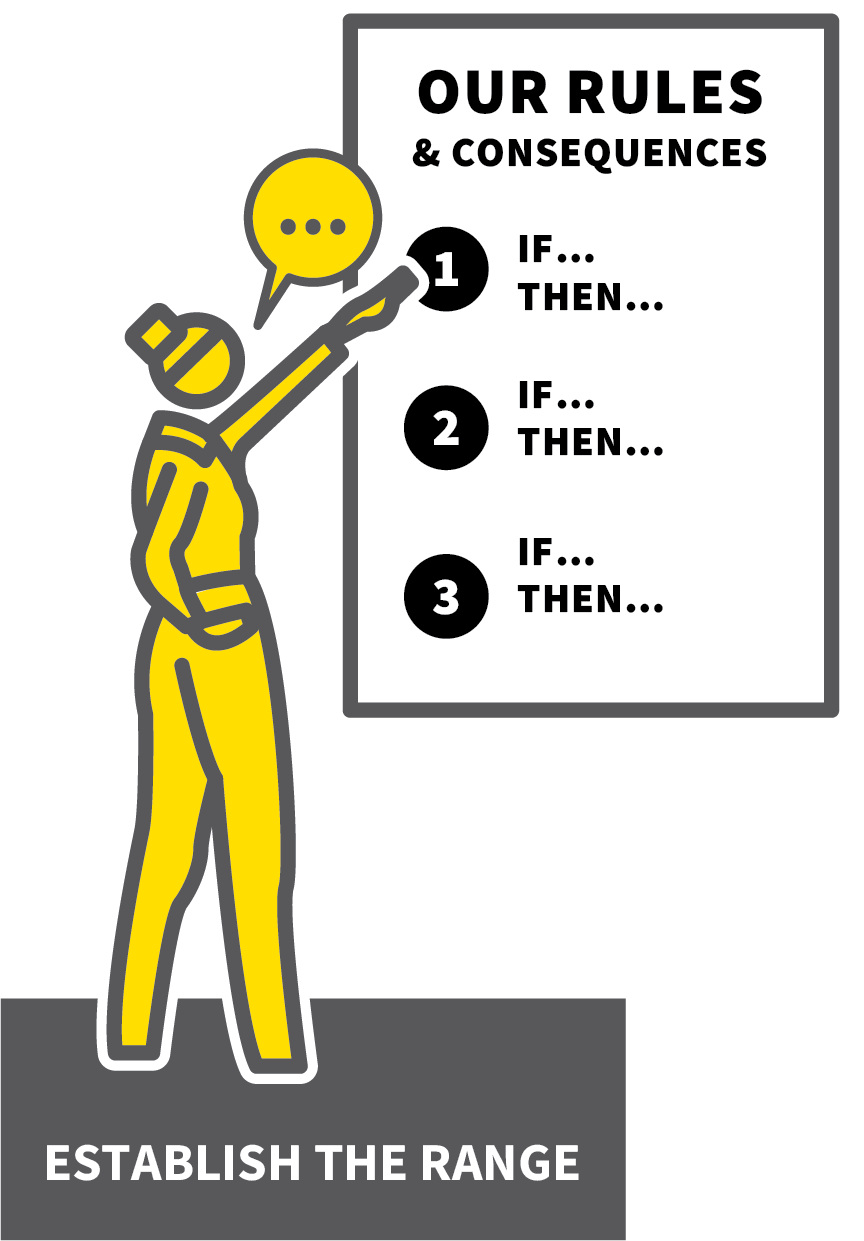 OUR RULES
& CONSEQUENCES
...
1
IF...
THEN...
2
IF...
THEN...
3
IF...
THEN...
ESTABLISH THE RANGE